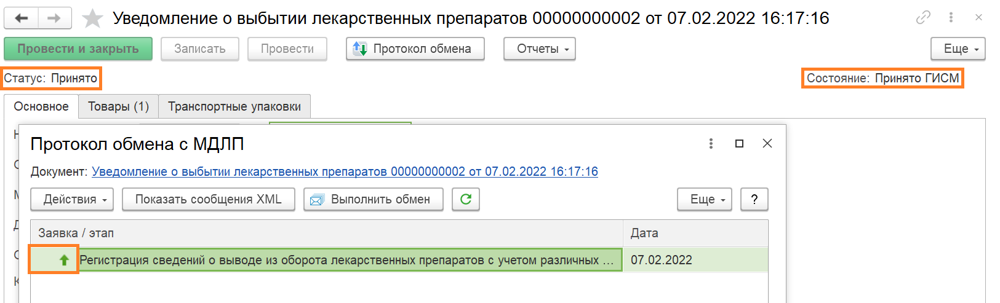 Уведомление о выбытии лекарственных препаратов 00000000002 от 07.02.2022 16:17:16
Провести и закрыть Записать Провести Протокол обмена Отчеты Еще
Статус: Принято Состояние: Принято ГИСМ
Основное Товары (1) Транспортные упаковки
Протокол обмена с МДЛП
Документ: Уведомление о выбытии лекарственных препаратов 00000000002 от 07.02.2022 16:17:16
Действия Показать сообщения XML Выполнить обмен Еще ?
Заявка / этап Дата
Регистрация сведений о выводе из оборота лекарственных препаратов с учетом различных ... 07.02.2022